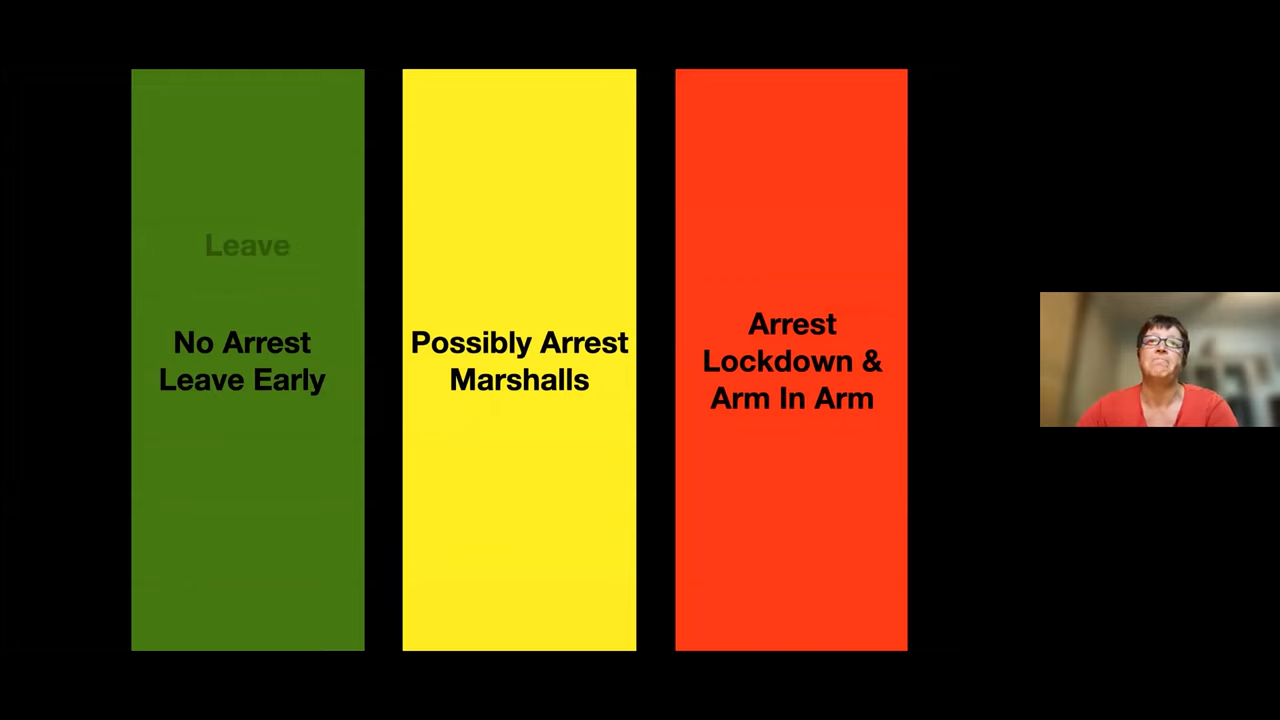 Leave
No Arrest
Leave Early
Possibly Arrest
Marshalls
Arrest
Lockdown &
Arm In Arm